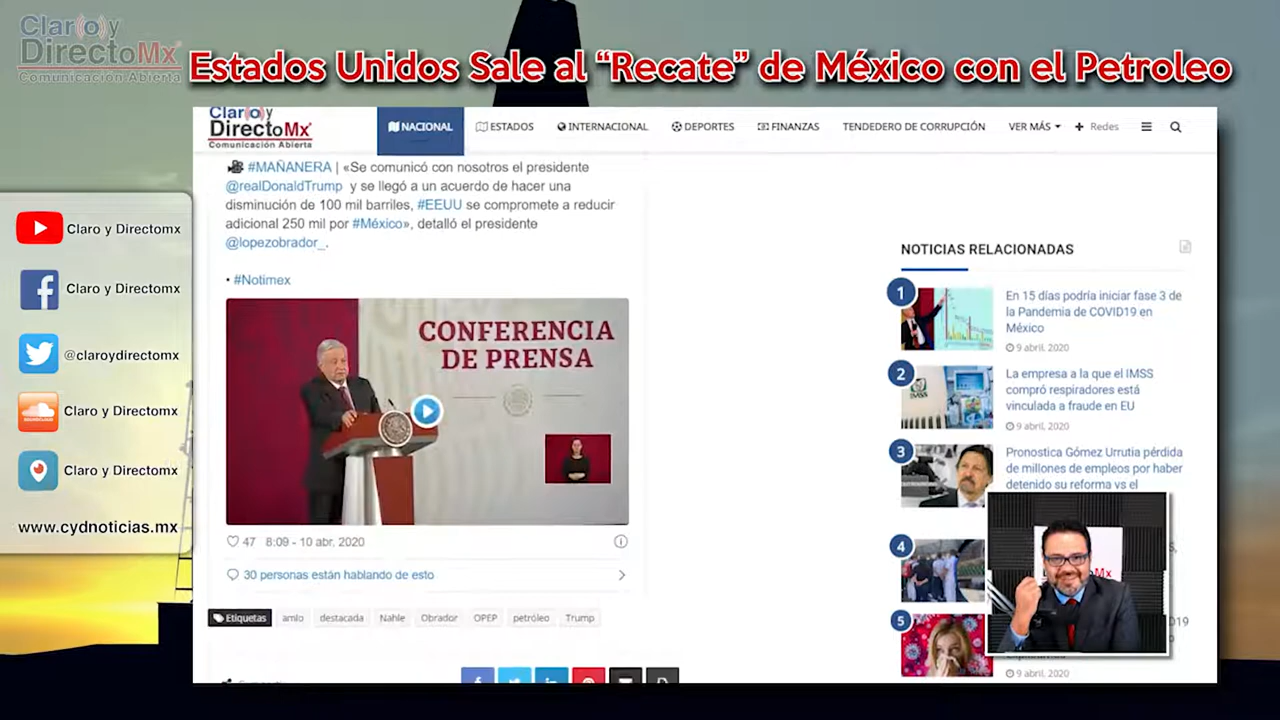 Claro y
DirectoMx
Comunicación Abierta
Estados Unidos Sale al “Recate” de México con el Petroleo
Claro y
DirectoMx
Comunicación Abierta
NACIONAL
ESTADOS
INTERNACIONAL
DEPORTES
FINANZAS
TENDEDERO DE CORRUPCIÓN
VER MÁS
Redes
#MAÑANERA | «Se comunicó con nosotros el presidente
@realDonaldTrump y se llegó a un acuerdo de hacer una
disminución de 100 mil barriles, #EEUU se compromete a reducir
adicional 250 mil por #México», detalló el presidente
@lopezobrador_.
• #Notimex
CONFERENCIA
DE PRENSA
47 8:09 - 10 abr. 2020
30 personas están hablando de esto
Etiquetas
amlo
destacada
Nahle
Obrador
OPEP
petróleo
Trump
NOTICIAS RELACIONADAS
1
En 15 días podría iniciar fase 3 de
la Pandemia de COVID19 en
México
9 abril, 2020
2
IMSS
La empresa a la que el IMSS
compró respiradores está
vinculada a fraude en EU
9 abril, 2020
3
Pronostica Gómez Urrutia pérdida
de millones de empleos por haber
detenido su reforma vs el
4
5
9 abril, 2020
Claro y Directomx
Claro y Directomx
@claroydirectomx
Claro y Directomx
Claro y Directomx
www.cydnoticias.mx